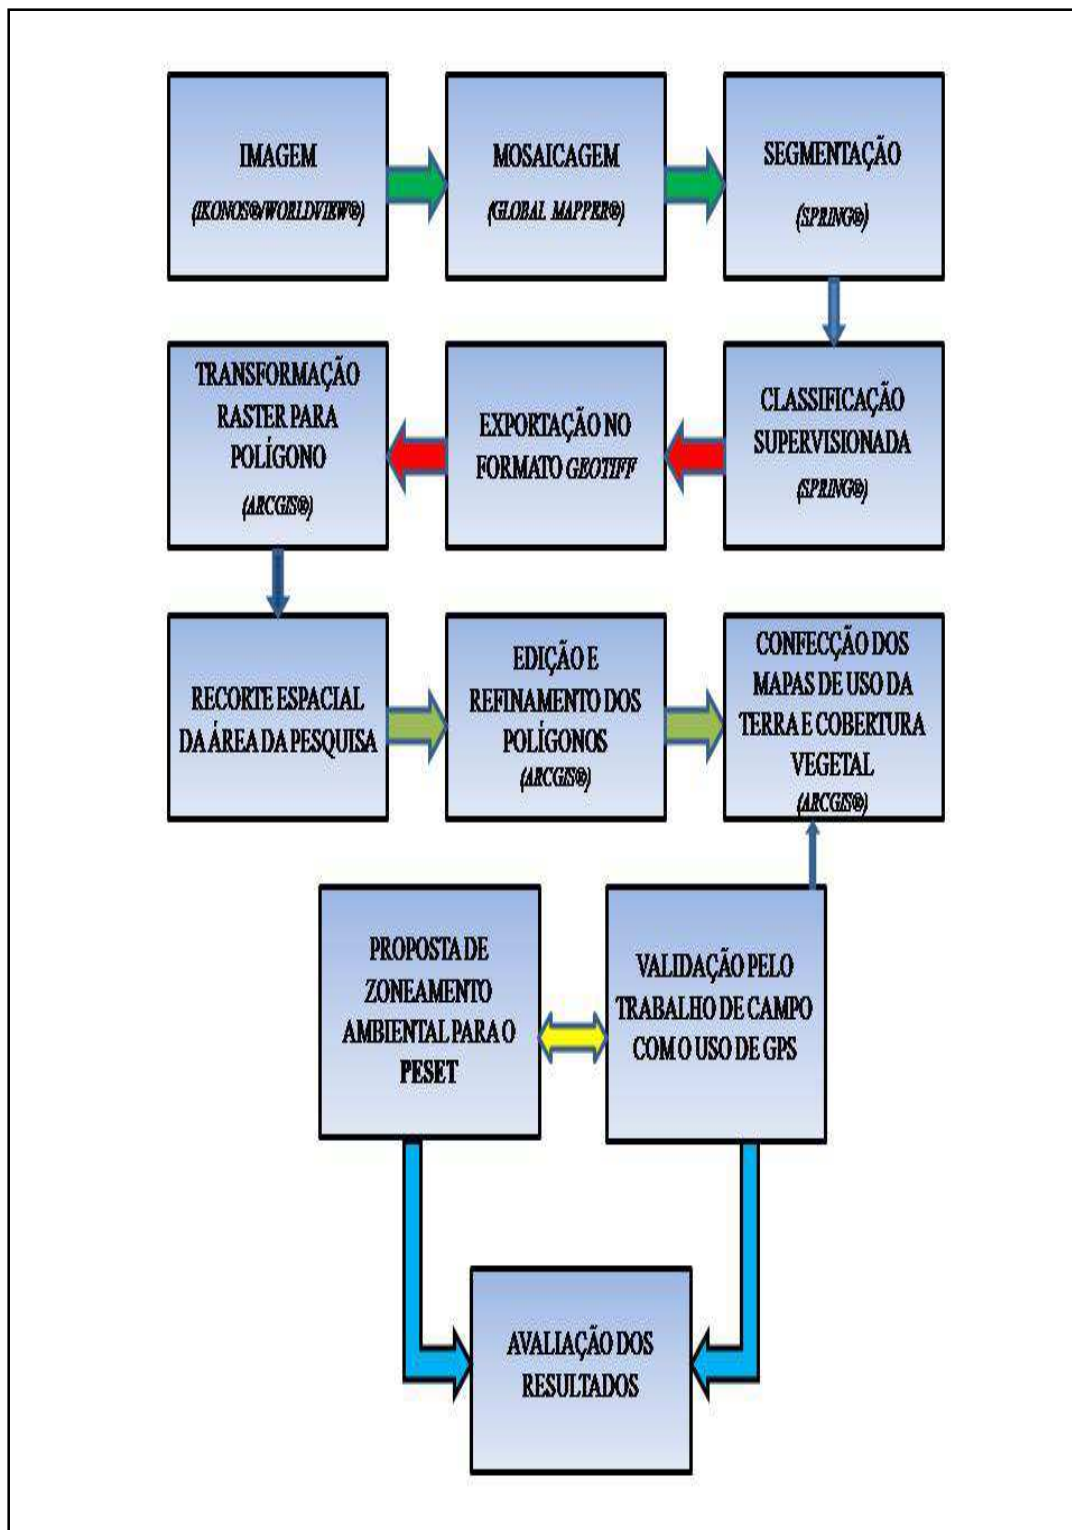 IMAGEM
(IKONOS®/WORLDVIEW®)
MOSAICAGEM
(GLOBAL MAPPER®)
SEGMENTAÇÃO
(SPRING®)
TRANSFORMAÇÃO
RASTER PARA
POLÍGONO
(ARCGIS®)
EXPORTAÇÃO NO
FORMATO GEOTIFF
CLASSIFICAÇÃO
SUPERVISIONADA
(SPRING®)
RECORTE ESPACIAL
DA ÁREA DA PESQUISA
EDIÇÃO E
REFINAMENTO DOS
POLÍGONOS
(ARCGIS®)
CONFECÇÃO DOS
MAPAS DE USO DA
TERRA E COBERTURA
VEGETAL
(ARCGIS®)
PROPOSTA DE
ZONEAMENTO
AMBIENTAL PARA O
PESET
VALIDAÇÃO PELO
TRABALHO DE CAMPO
COM O USO DE GPS
AVALIAÇÃO DOS
RESULTADOS